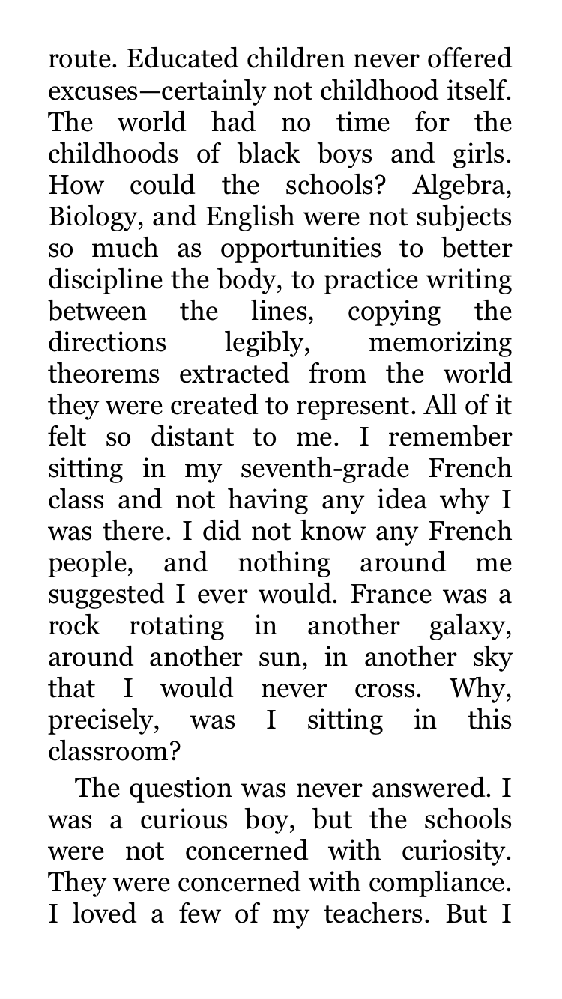 route. Educated children never offered
excuses—certainly not childhood itself.
The world had no time for the
childhoods of black boys and girls.
How could the schools? Algebra,
Biology, and English were not subjects
so much as opportunities to better
discipline the body, to practice writing
between the lines, copying the
directions legibly, memorizing
theorems extracted from the world
they were created to represent. All of it
felt so distant to me. I remember
sitting in my seventh-grade French
class and not having any idea why I
was there. I did not know any French
people, and nothing around me
suggested I ever would. France was a
rock rotating in another galaxy,
around another sun, in another sky
that I would never cross. Why,
precisely, was I sitting in this
classroom?
The question was never answered. I
was a curious boy, but the schools
were not concerned with curiosity.
They were concerned with compliance.
I loved a few of my teachers. But I